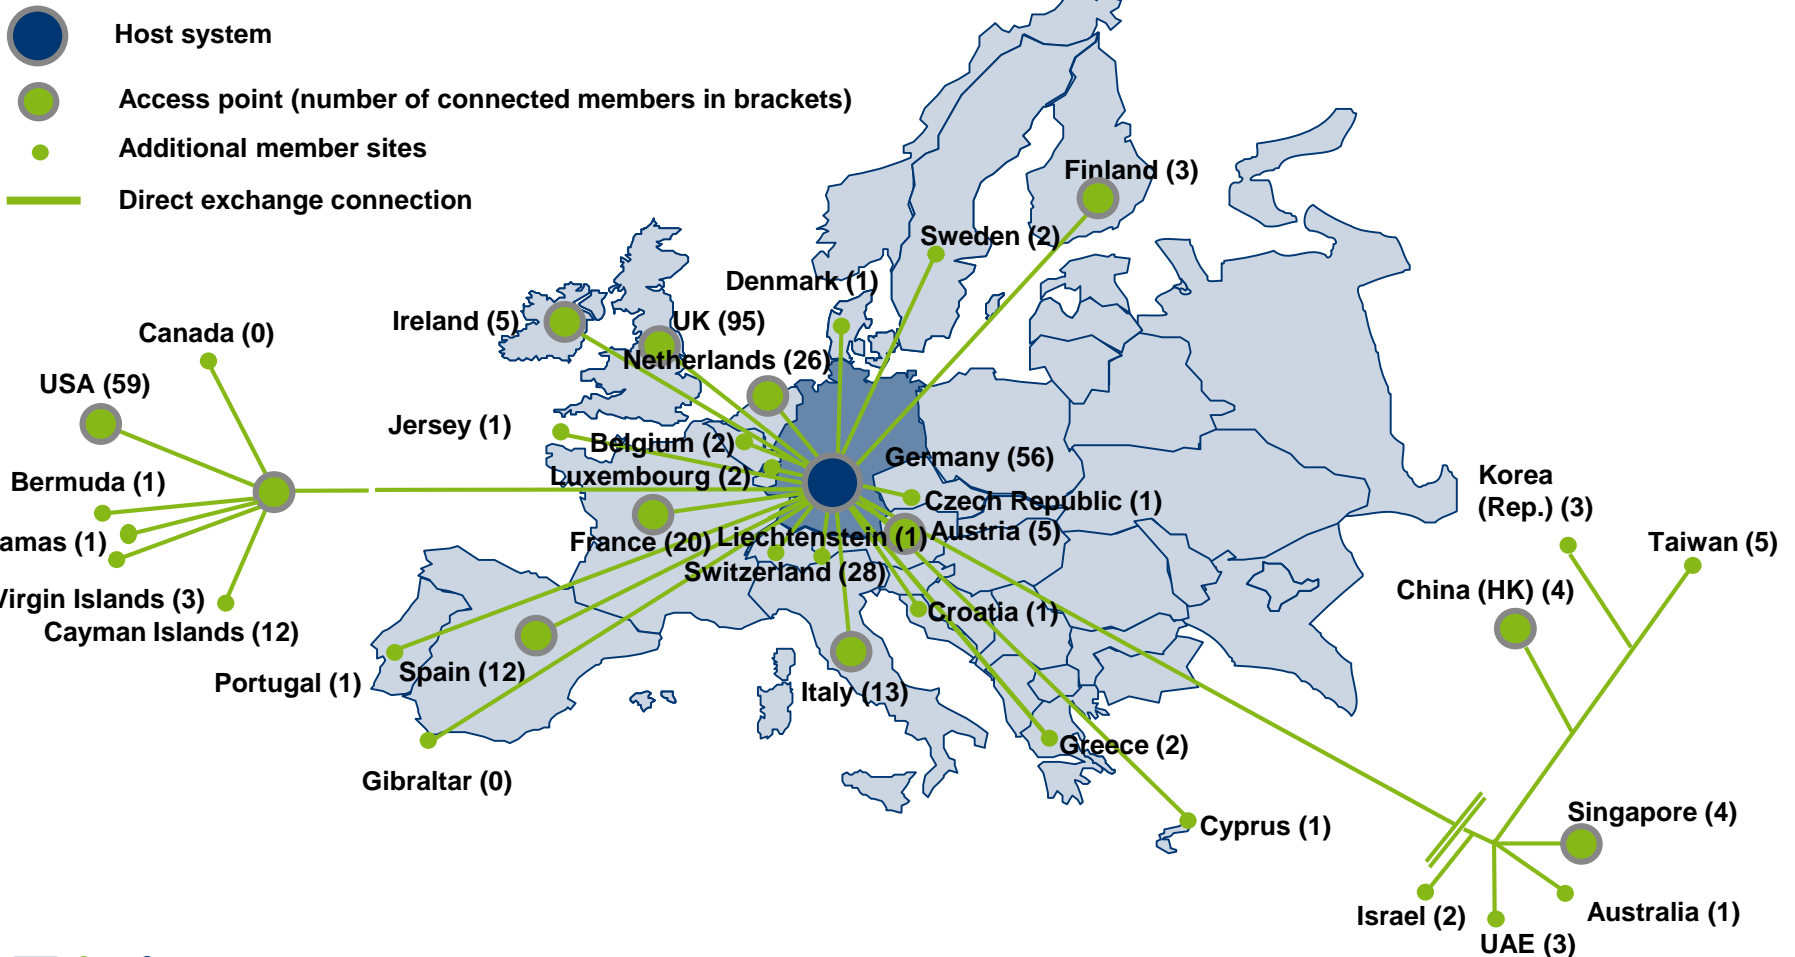 Host system
Access point (number of connected members in brackets)
Additional member sites
Direct exchange connection
Finland (3)
Sweden (2)
Denmark (1)
Ireland (5)
UK (95)
Canada (0)
Netherlands (26)
USA (59)
Jersey (1)
Belgium (2)
Germany (56)
Luxembourg (2)
Bermuda (1)
Czech Republic (1)
Korea
(Rep.) (3)
amas (1)
France (20)
Liechtenstein (1)
Austria (5)
Taiwan (5)
Switzerland (28)
China (HK) (4)
Virgin Islands (3)
Croatia (1)
Cayman Islands (12)
Portugal (1)
Spain (12)
Italy (13)
Greece (2)
Gibraltar (0)
Cyprus (1)
Singapore (4)
Israel (2)
Australia (1)
UAE (3)